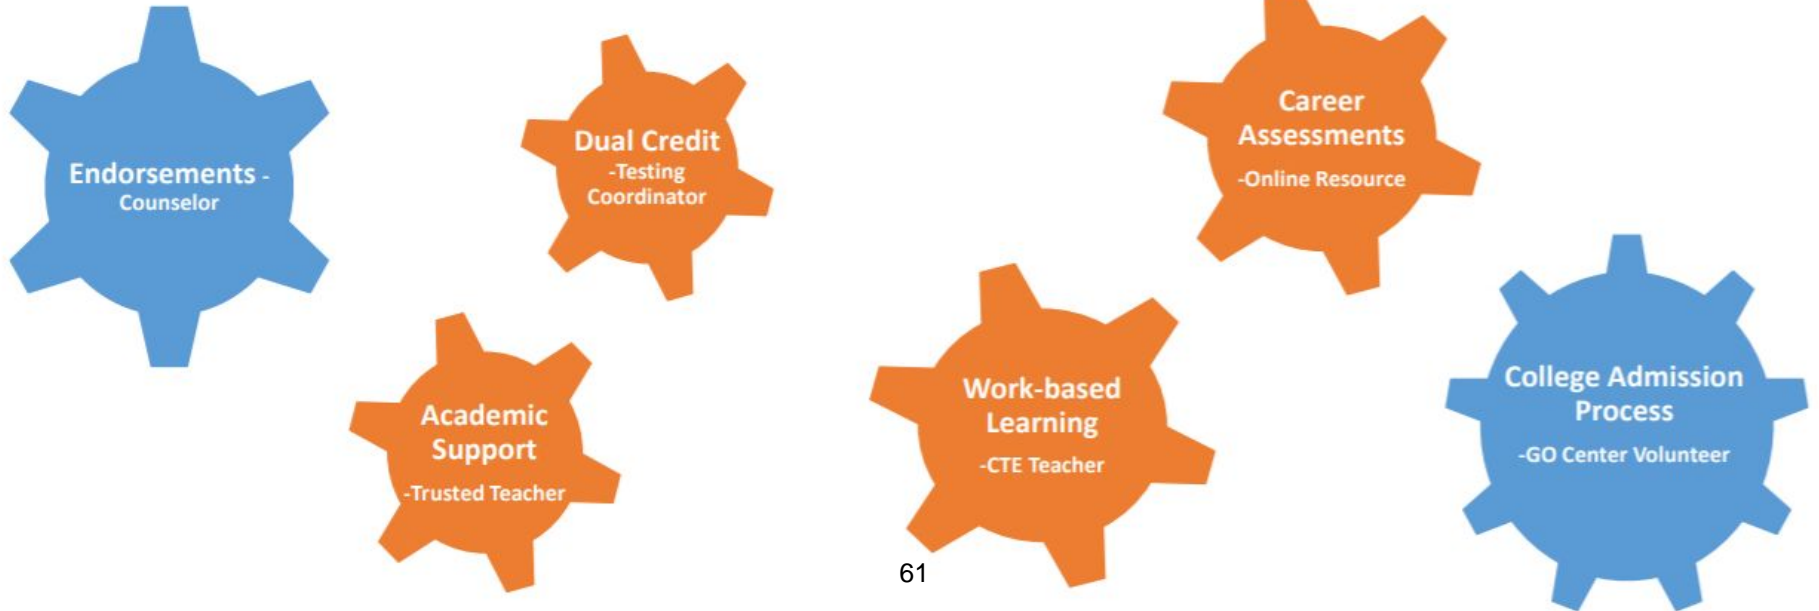 Endorsements -
Counselor
Dual Credit
-Testing
Coordinator
Academic
Support
-Trusted Teacher
Work-based
Learning
-CTE Teacher
Career
Assessments
-Online Resource
College Admission
Process
-GO Center Volunteer
61